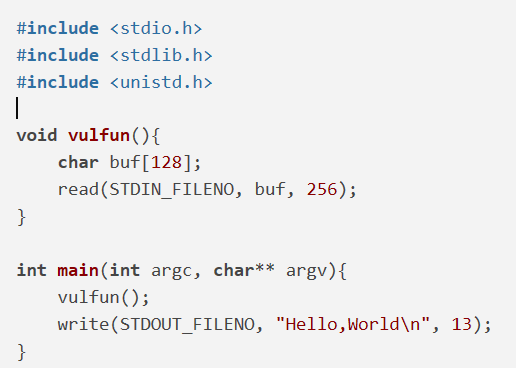 #include <stdio.h>
#include <stdlib.h>
#include <unistd.h>
void vulfun(){
    char buf[128];
    read(STDIN_FILENO, buf, 256);
}
int main(int argc, char** argv){
    vulfun();
    write(STDOUT_FILENO, "Hello,World\n", 13);
}